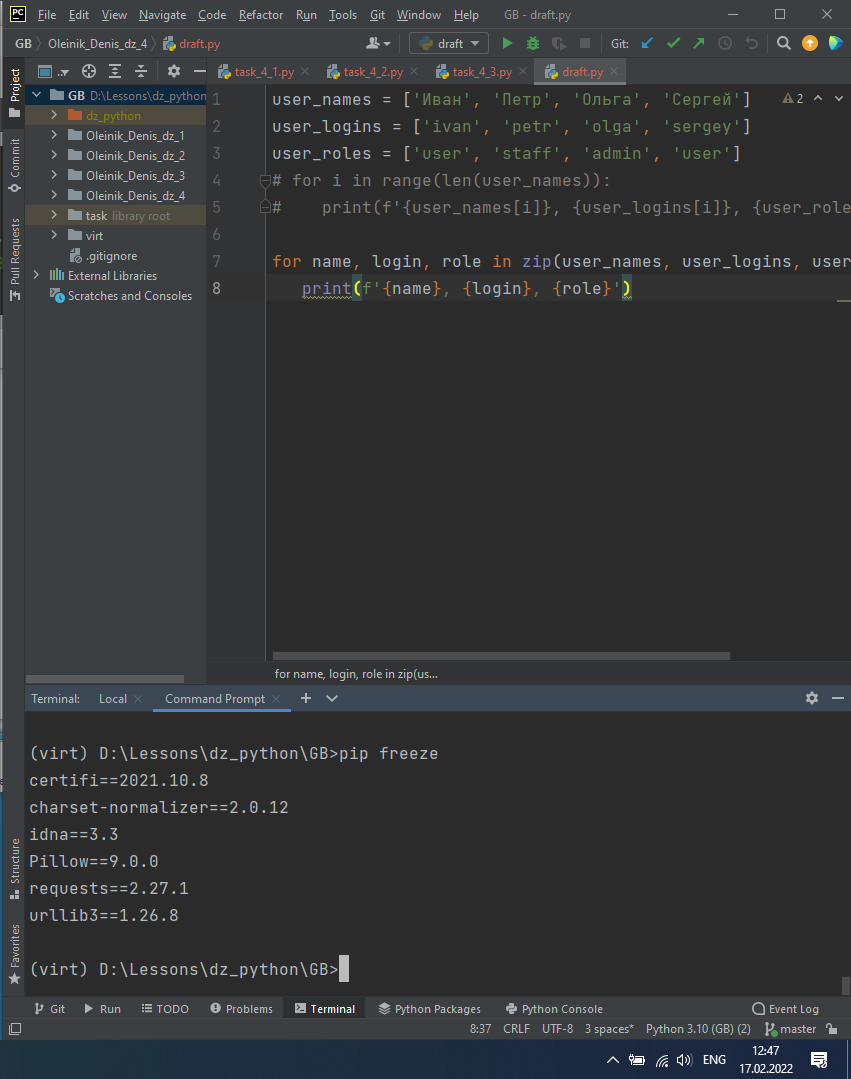 PC File Edit View Navigate Code Refactor Run Tools Git Window Help GB - draft.py
GB Oleinik_Denis_dz_4 draft.py draft Git:
Project
Commit
Pull Requests
Structure
Favorites
GB D:\Lessons\dz_python
dz_python
Oleinik_Denis_dz_1
Oleinik_Denis_dz_2
Oleinik_Denis_dz_3
Oleinik_Denis_dz_4
task library root
virt
.gitignore
External Libraries
Scratches and Consoles
task_4_1.py task_4_2.py task_4_3.py draft.py
2
1 user_names = ['Иван', 'Петр', 'Ольга', 'Сергей']
2 user_logins = ['ivan', 'petr', 'olga', 'sergey']
3 user_roles = ['user', 'staff', 'admin', 'user']
4 # for i in range(len(user_names)):
5 #    print(f'{user_names[i]}, {user_logins[i]}, {user_role
6
7 for name, login, role in zip(user_names, user_logins, user
8    print(f'{name}, {login}, {role}')
for name, login, role in zip(us...
Terminal: Local Command Prompt
(virt) D:\Lessons\dz_python\GB>pip freeze
certifi==2021.10.8
charset-normalizer==2.0.12
idna==3.3
Pillow==9.0.0
requests==2.27.1
urllib3==1.26.8
(virt) D:\Lessons\dz_python\GB>
Git Run TODO Problems Terminal Python Packages Python Console Event Log
8:37 CRLF UTF-8 3 spaces* Python 3.10 (GB) (2) master
ENG
12:47
17.02.2022